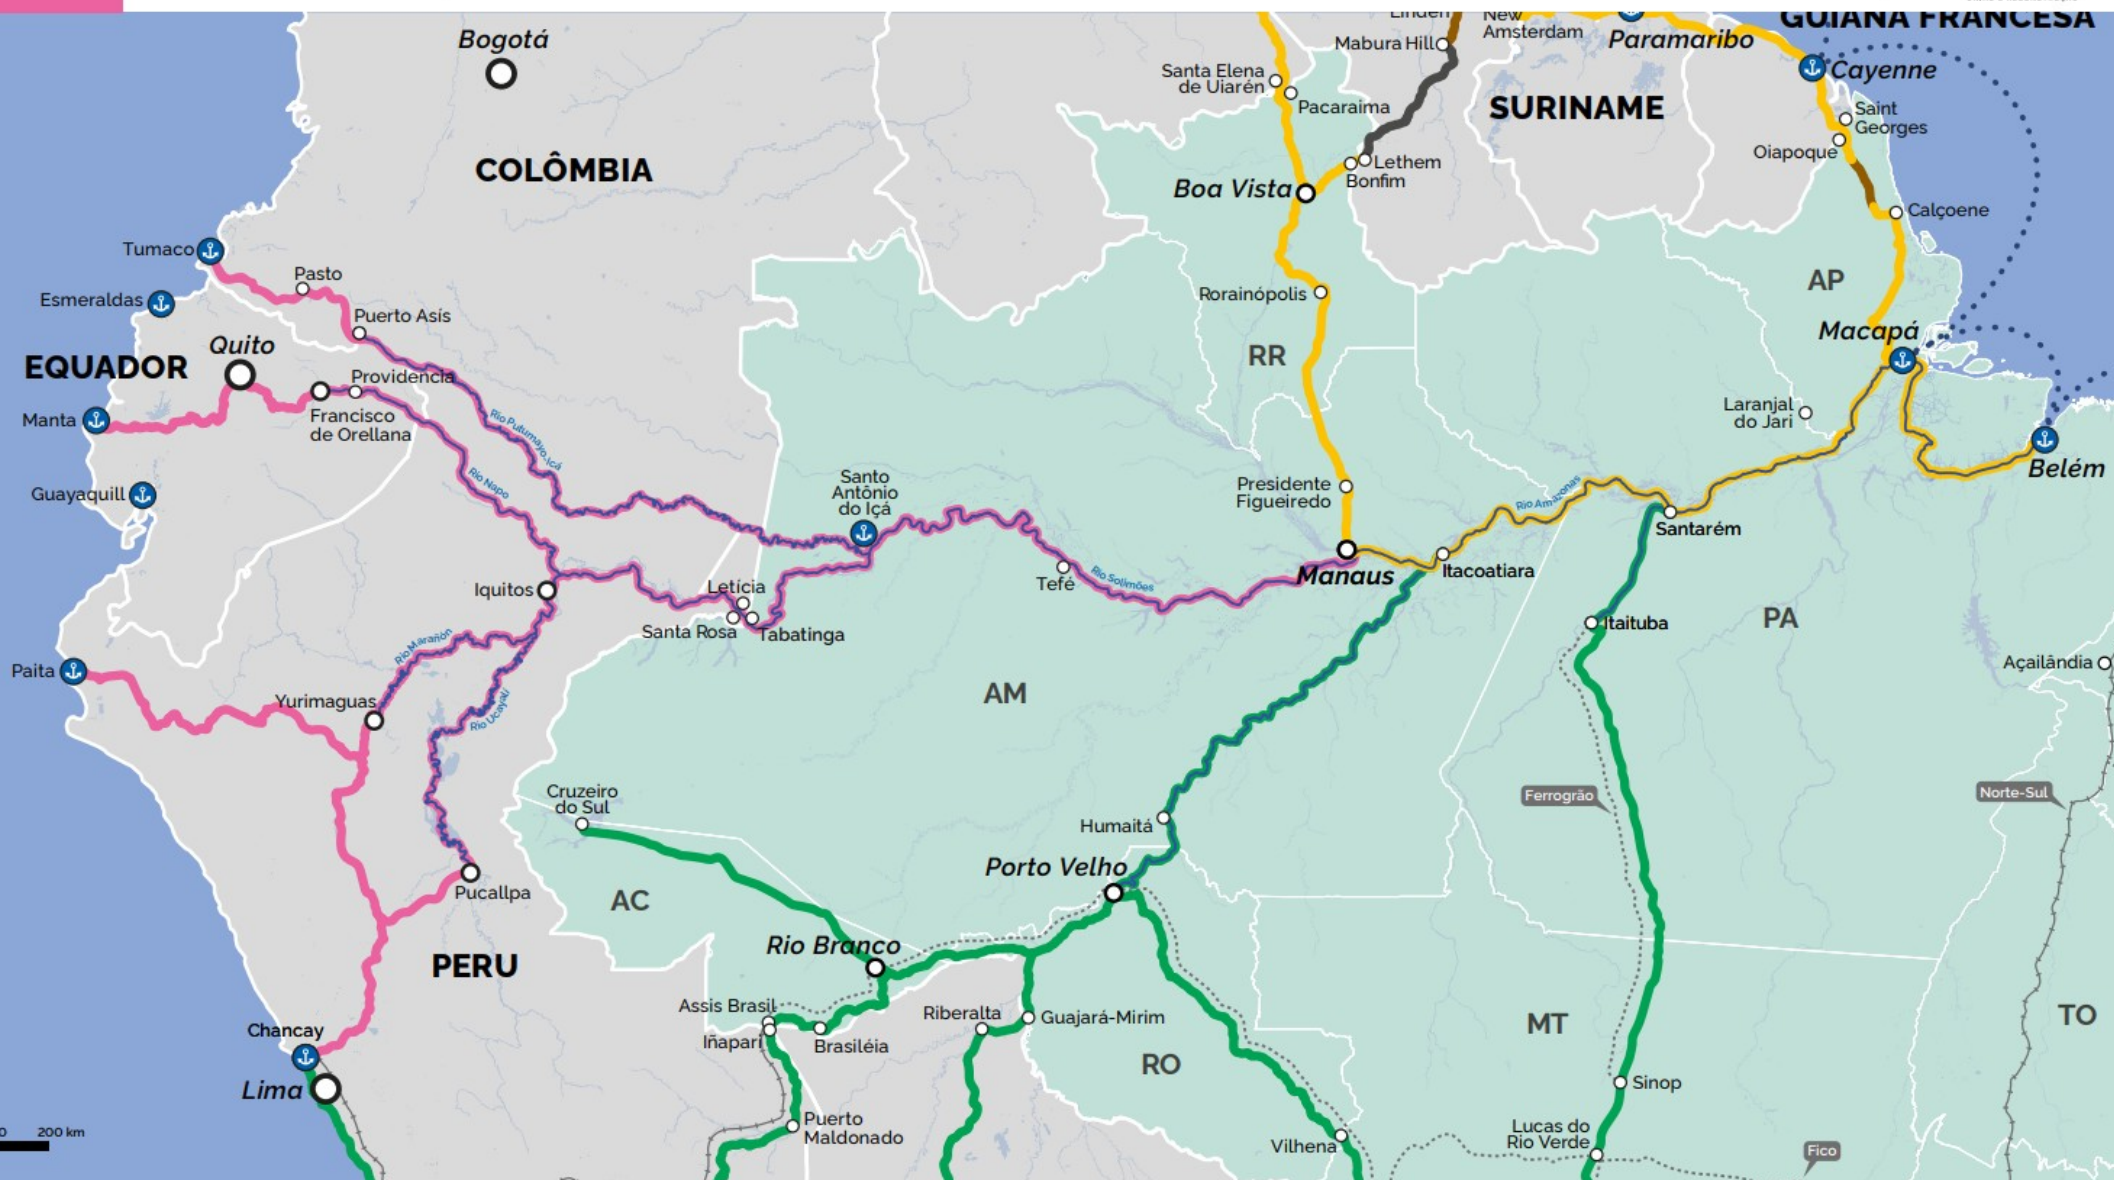 GUIANA FRANCESA
Linden
New
Amsterdam
Paramaribo
Bogotá
Mabura Hill
Cayenne
Santa Elena
de Uiarén
Pacaraima
SURINAME
Saint
Georges
Oiapoque
COLÔMBIA
Lethem
Bonfim
Boa Vista
Calçoene
Tumaco
Pasto
AP
Esmeraldas
Rorainópolis
Puerto Asís
Macapá
Quito
RR
EQUADOR
Providencia
Francisco
de Orellana
Manta
Laranjal
do Jari
Rio Putumayo-Içá
Belém
Rio Napo
Santo
Antônio
do Içá
Presidente
Figueiredo
Guayaquill
Rio Amazonas
Santarém
Manaus
Itacoatiara
Tefé
Rio Solimões
Iquitos
Letícia
Santa Rosa
Tabatinga
Itaituba
PA
Rio Marañón
Paita
Açailândia
AM
Yurimaguas
Rio Ucayali
Cruzeiro
do Sul
Ferrogrão
Norte-Sul
Humaitá
Porto Velho
Pucallpa
AC
Rio Branco
PERU
Assis Brasil
Riberalta
Guajará-Mirim
TO
MT
Chancay
Iñapari
Brasiléia
RO
Lima
Sinop
Puerto
Maldonado
0 200 km
Lucas do
Rio Verde
Vilhena
Fico